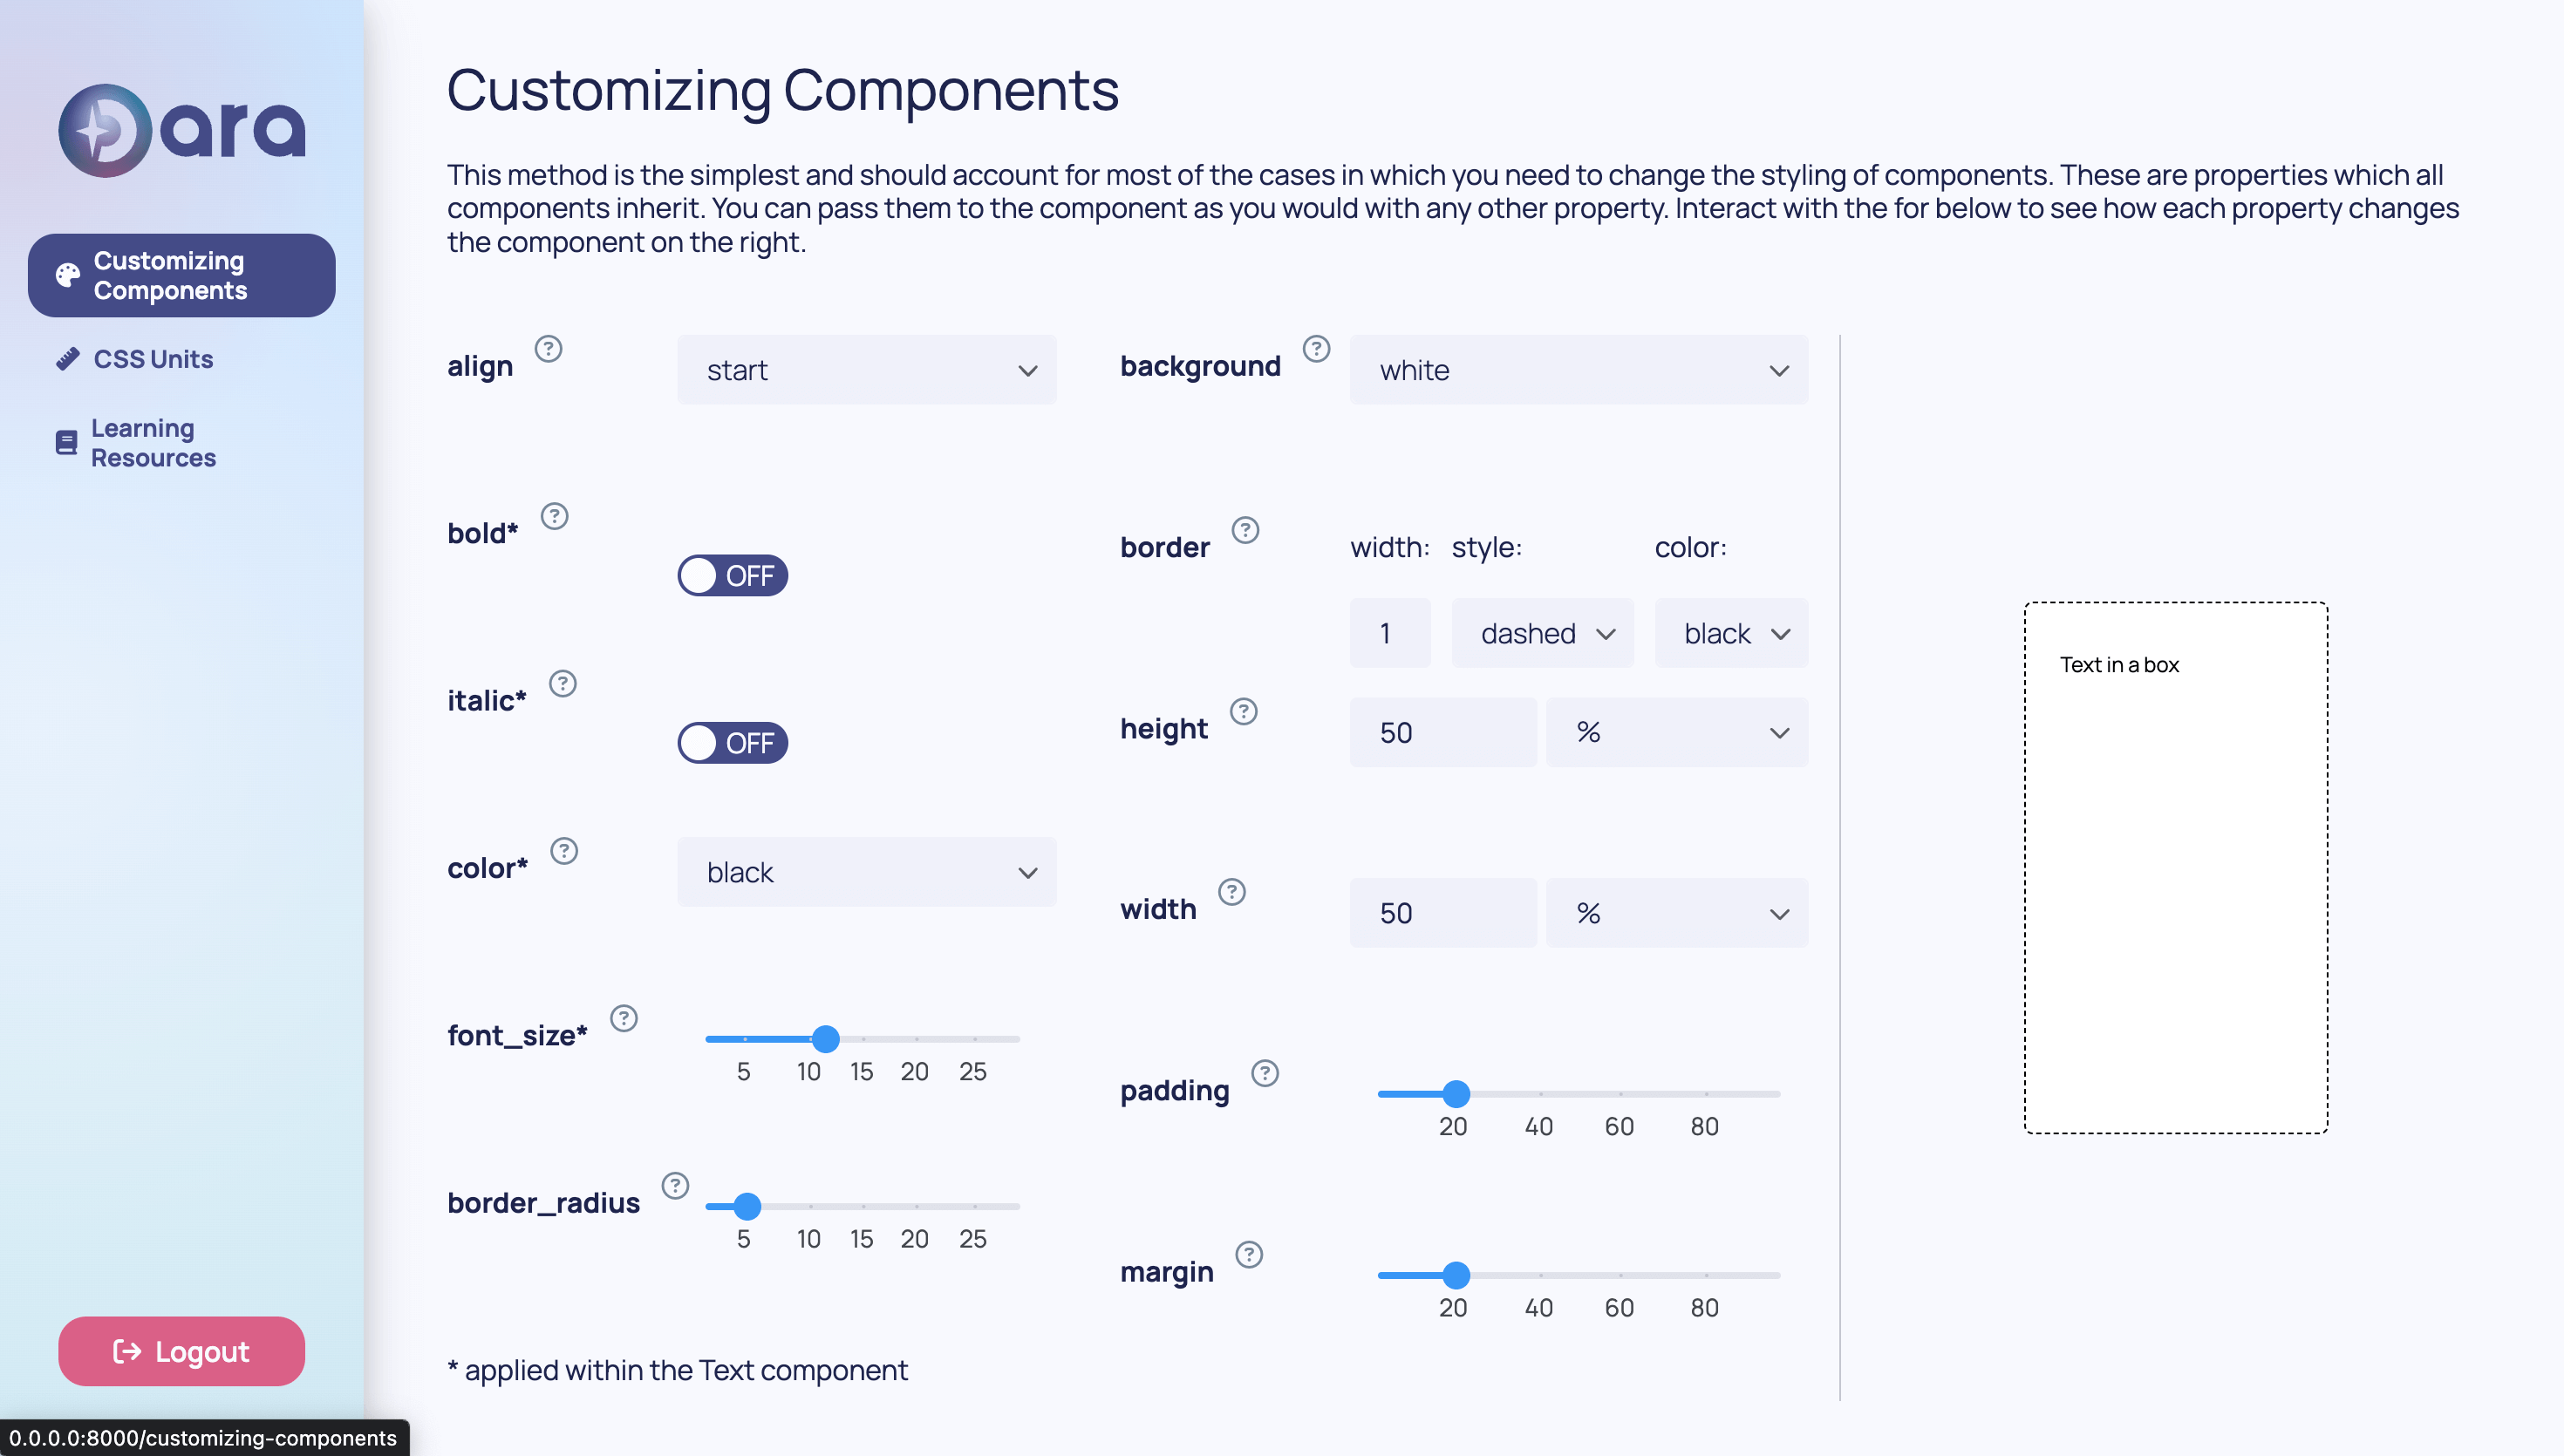 Dara
Customizing
Components
CSS Units
Learning
Resources
Logout
0.0.0.0:8000/customizing-components
Customizing Components
This method is the simplest and should account for most of the cases in which you need to change the styling of components. These are properties which all
components inherit. You can pass them to the component as you would with any other property. Interact with the for below to see how each property changes
the component on the right.
align ? start
bold* ? OFF
italic* ? OFF
color* ? black
font_size* ?
5 10 15 20 25
border_radius ?
5 10 15 20 25
* applied within the Text component
background ? white
border ? width: style: color:
1 dashed black
height ? 50 %
width ? 50 %
padding ?
20 40 60 80
margin ?
20 40 60 80
Text in a box